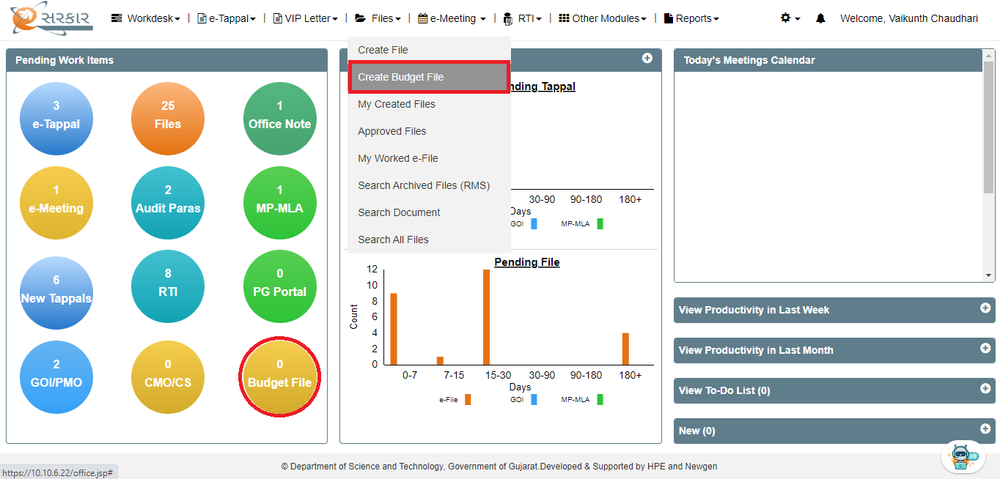 સરકાર
Workdesk
e-Tappal
VIP Letter
Files
e-Meeting
RTI
Other Modules
Reports
Welcome, Vaikunth Chaudhari
Pending Work Items
3
e-Tappal
25
Files
1
Office Note
1
e-Meeting
2
Audit Paras
1
MP-MLA
6
New Tappals
8
RTI
0
PG Portal
2
GOI/PMO
0
CMO/CS
0
Budget File
Create File
Create Budget File
My Created Files
Approved Files
My Worked e-File
Search Archived Files (RMS)
Search Document
Search All Files
nding Tappal
30-90 90-180 180+
Days
GOI MP-MLA
Pending File
12
10
8
6
4
2
0
Count
0-7 7-15 15-30 30-90 90-180 180+
Days
e-File GOI MP-MLA
Today's Meetings Calendar
View Productivity in Last Week
View Productivity in Last Month
View To-Do List (0)
New (0)
© Department of Science and Technology, Government of Gujarat.Developed & Supported by HPE and Newgen
https://10.10.6.22/office.jsp#